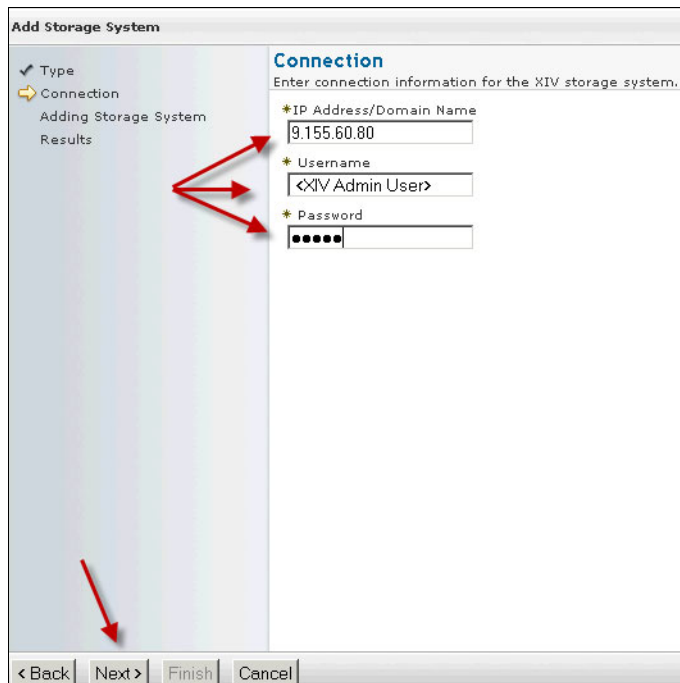 Add Storage System
Type
Connection
Adding Storage System
Results
Connection
Enter connection information for the XIV storage system.
*IP Address/Domain Name
9.155.60.80
* Username
<XIV Admin User>
* Password
●●●●●
< Back Next > Finish Cancel